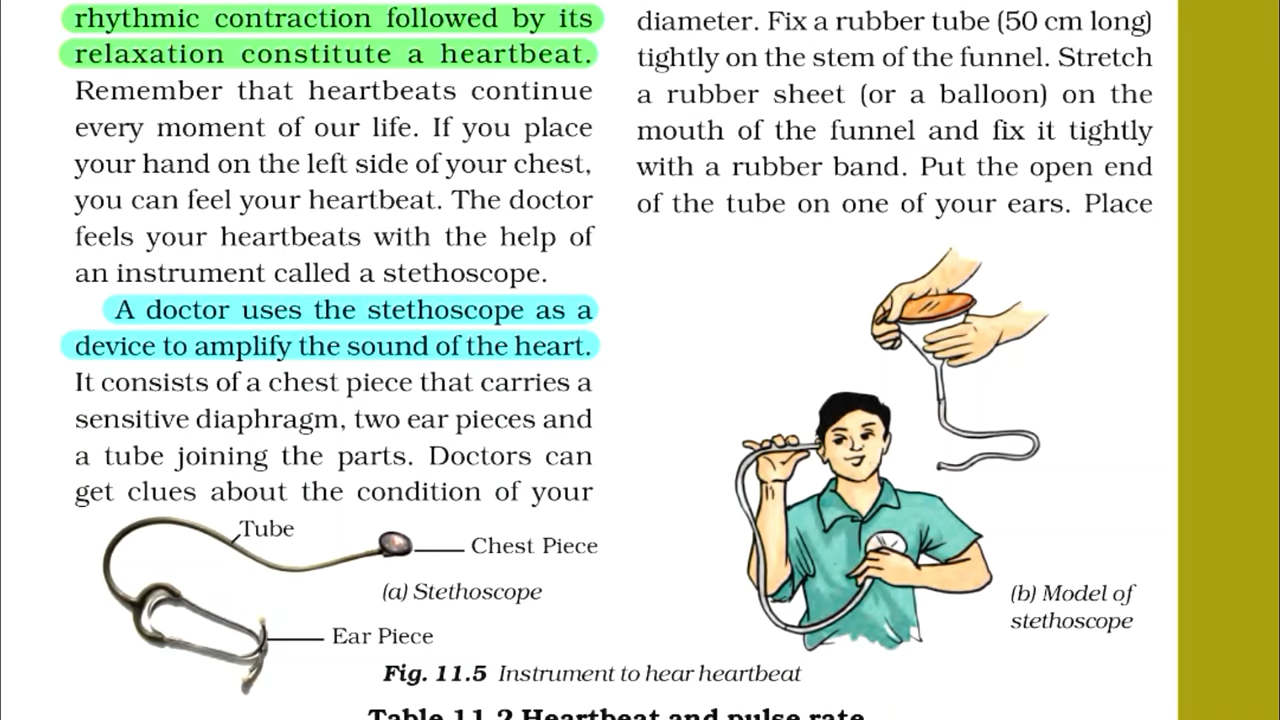 rhythmic contraction followed by its
relaxation constitute a heartbeat.
Remember that heartbeats continue
every moment of our life. If you place
your hand on the left side of your chest,
you can feel your heartbeat. The doctor
feels your heartbeats with the help of
an instrument called a stethoscope.
A doctor uses the stethoscope as a
device to amplify the sound of the heart.
It consists of a chest piece that carries a
sensitive diaphragm, two ear pieces and
a tube joining the parts. Doctors can
get clues about the condition of your
diameter. Fix a rubber tube (50 cm long)
tightly on the stem of the funnel. Stretch
a rubber sheet (or a balloon) on the
mouth of the funnel and fix it tightly
with a rubber band. Put the open end
of the tube on one of your ears. Place
Tube
Chest Piece
(a) Stethoscope
Ear Piece
(b) Model of
stethoscope
Fig. 11.5 Instrument to hear heartbeat
Table 11.2 Heartbeat and pulse rate